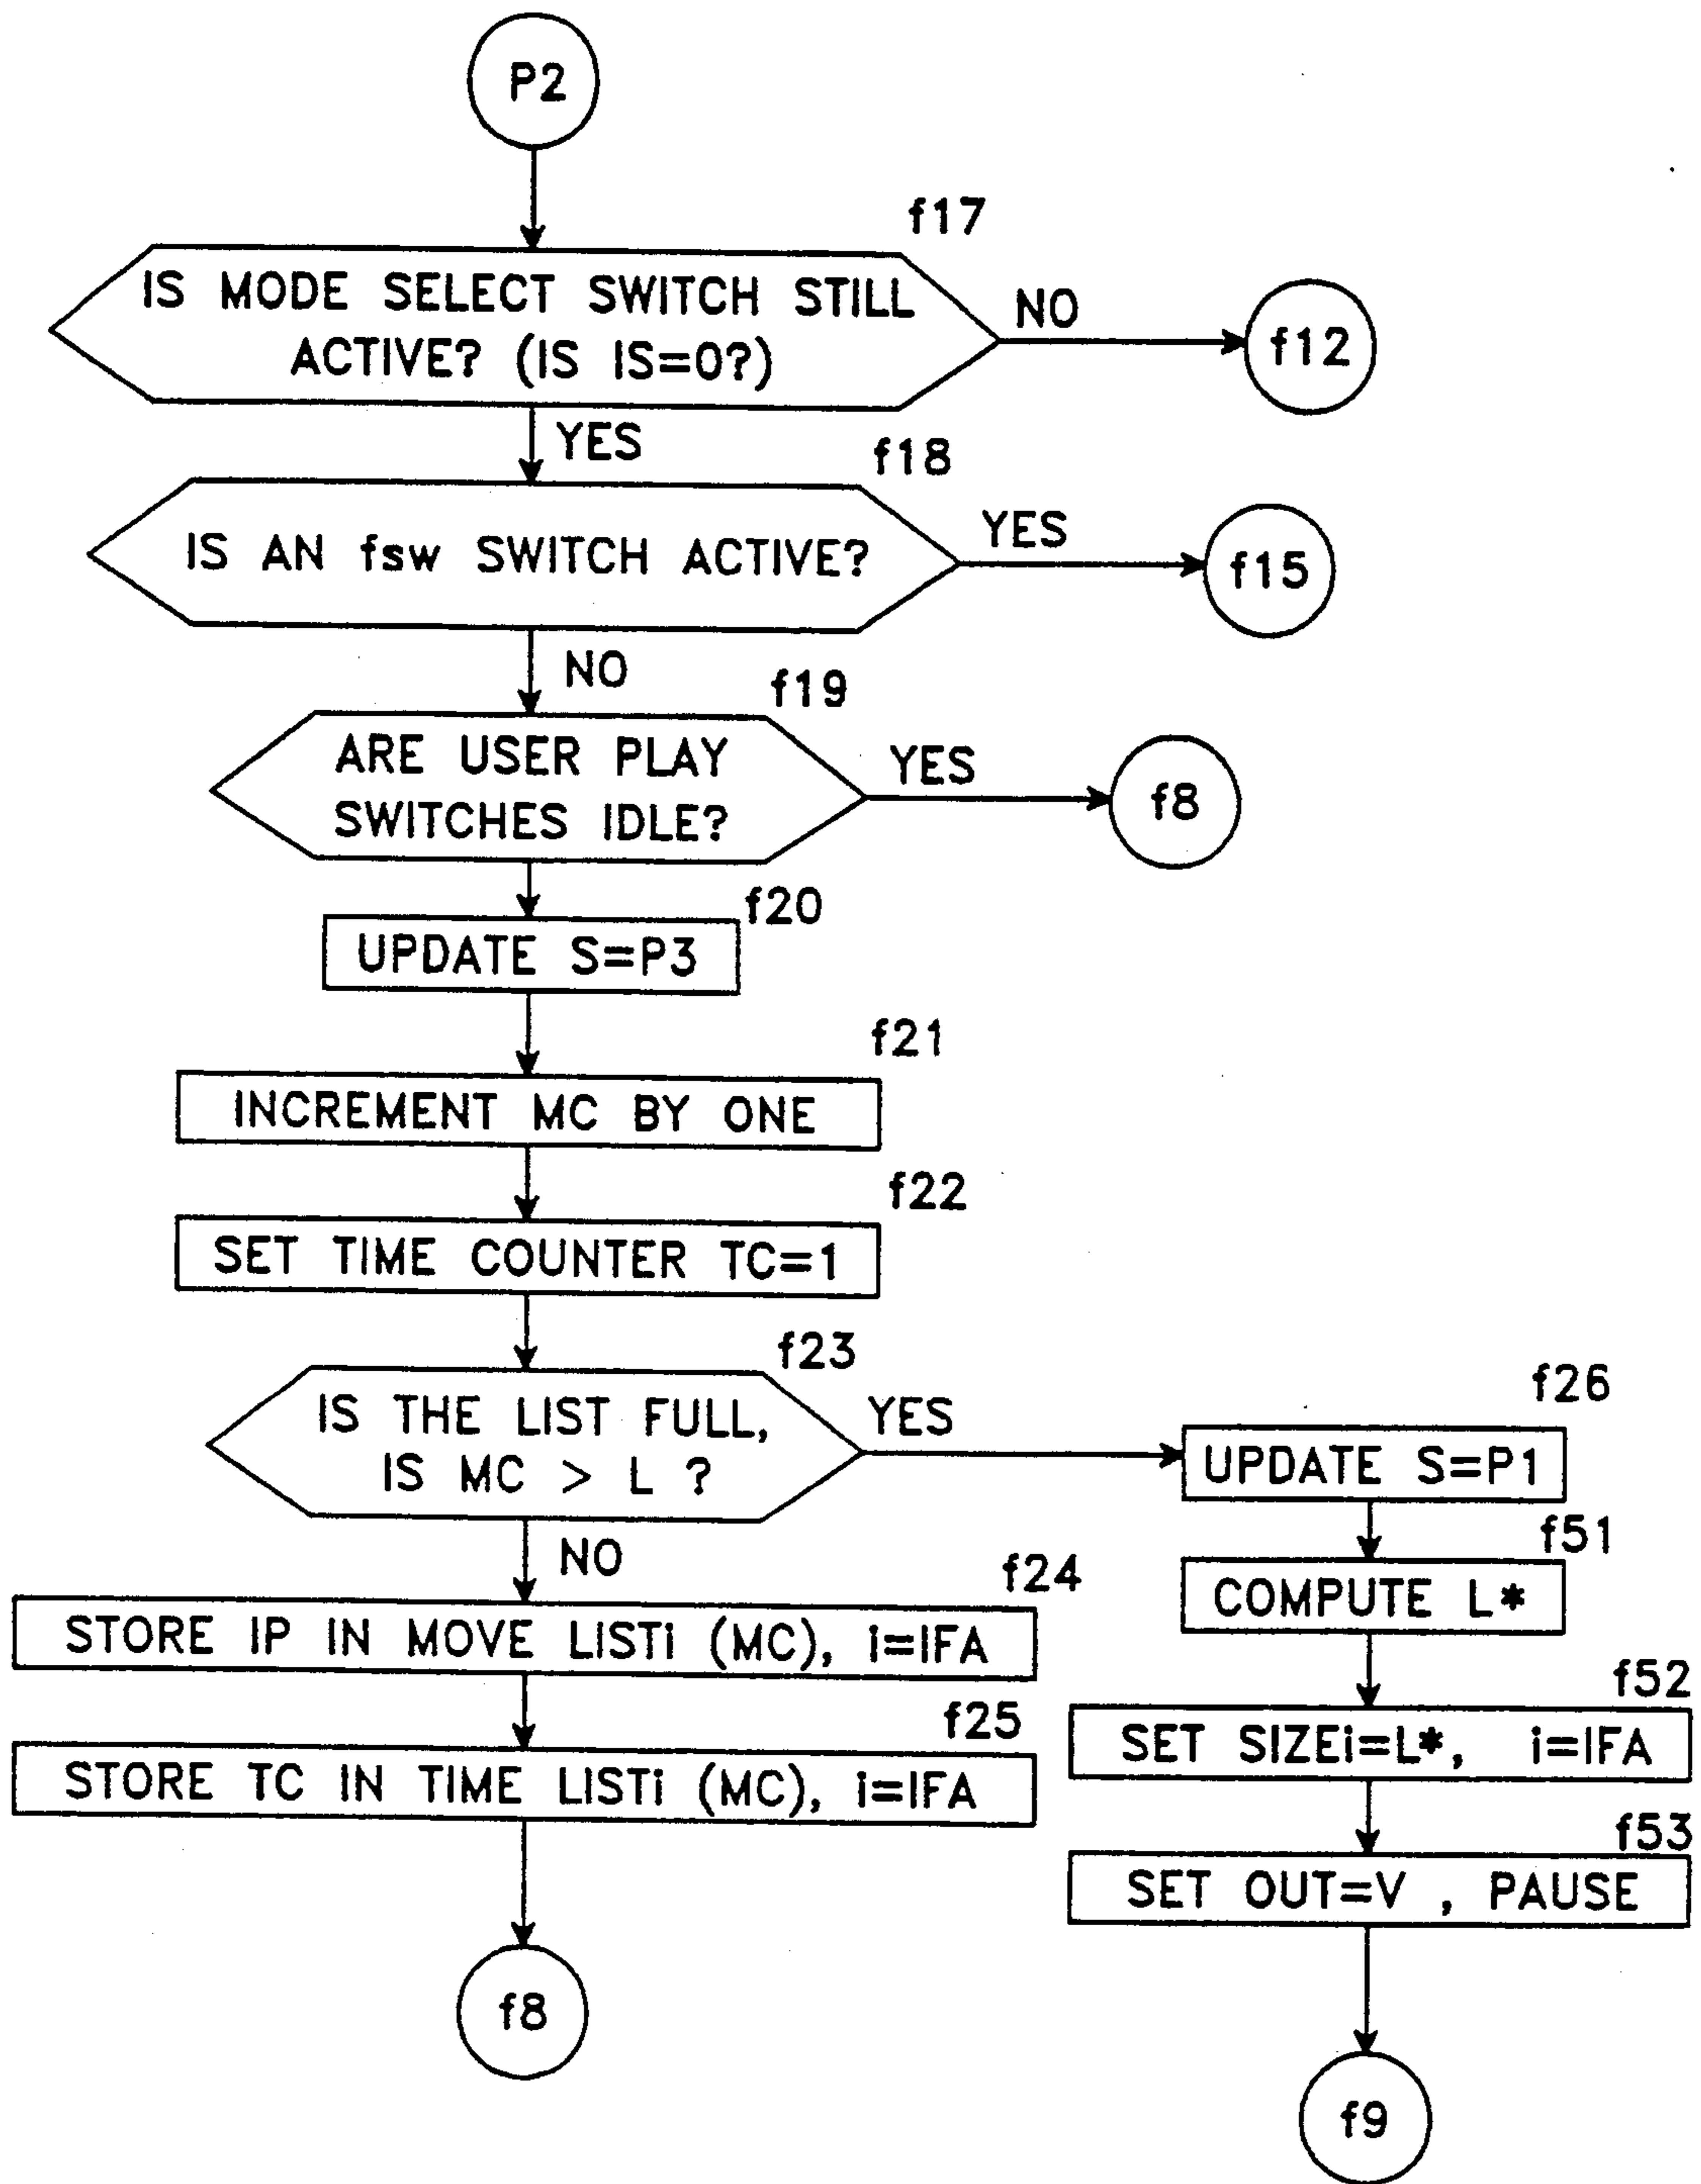 P2
f17
IS MODE SELECT SWITCH STILL
ACTIVE? (IS IS=0?)
NO
f12
YES
f18
IS AN fsw SWITCH ACTIVE?
YES
f15
NO
f19
ARE USER PLAY
SWITCHES IDLE?
YES
f8
f20
UPDATE S=P3
f21
INCREMENT MC BY ONE
f22
SET TIME COUNTER TC=1
f23
IS THE LIST FULL,
IS MC > L ?
YES
f26
UPDATE S=P1
f51
COMPUTE L*
NO
f24
STORE IP IN MOVE LISTi (MC), i=IFA
f52
SET SIZEi=L*, i=IFA
f25
STORE TC IN TIME LISTi (MC), i=IFA
f53
SET OUT=V , PAUSE
f8
f9